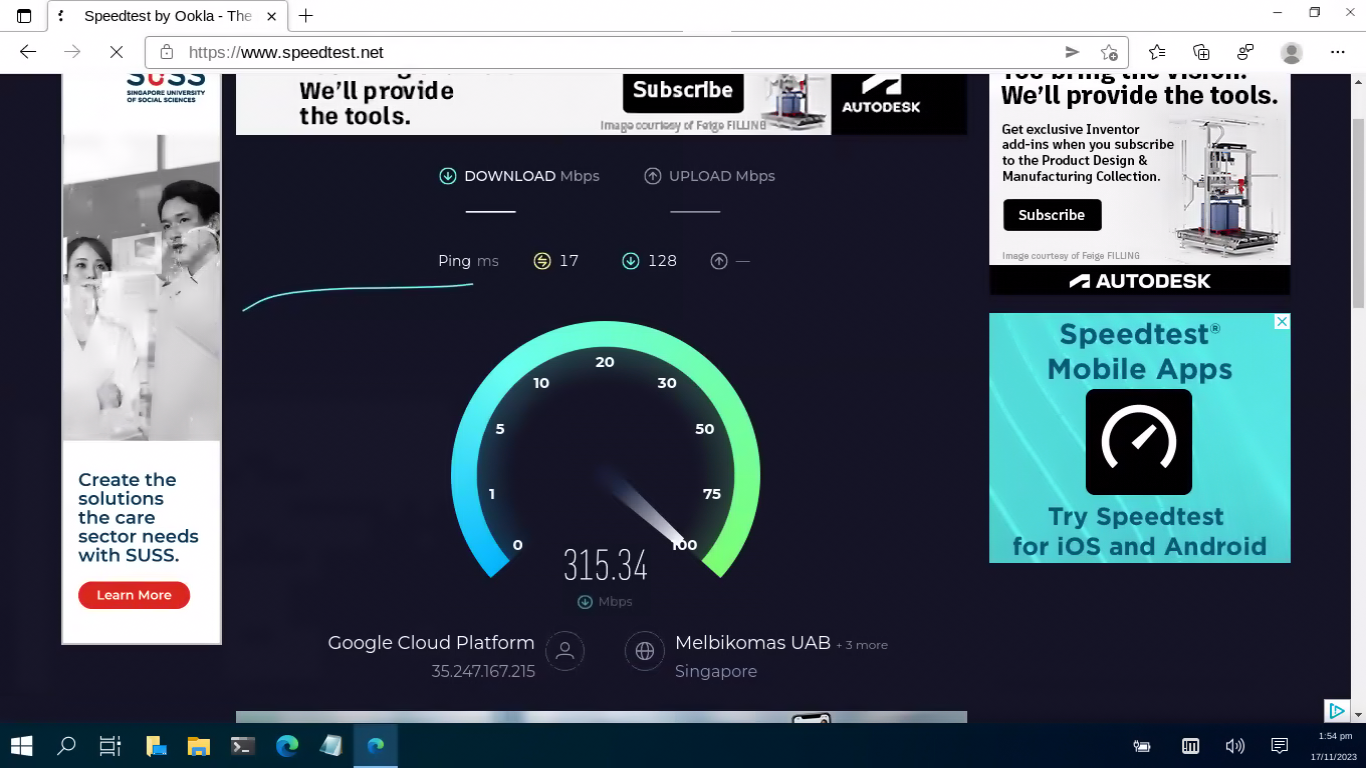 Speedtest by Ookla - The
https://www.speedtest.net
SUSS
SINGAPORE UNIVERSITY
OF SOCIAL SCIENCES
Create the
solutions
the care
sector needs
with SUSS.
Learn More
We'll provide
the tools.
Subscribe
Image courtesy of Feige FILLING
AUTODESK
DOWNLOAD Mbps
UPLOAD Mbps
Ping ms 17 128 —
0
1
5
10
20
30
50
75
100
315.34
Mbps
Google Cloud Platform
35.247.167.215
Melbikomas UAB + 3 more
Singapore
You bring the vision.
We'll provide the tools.
Get exclusive Inventor
add-ins when you subscribe
to the Product Design &
Manufacturing Collection.
Subscribe
Image courtesy of Feige FILLING
AUTODESK
Speedtest®
Mobile Apps
Try Speedtest
for iOS and Android
1:54 pm
17/11/2023